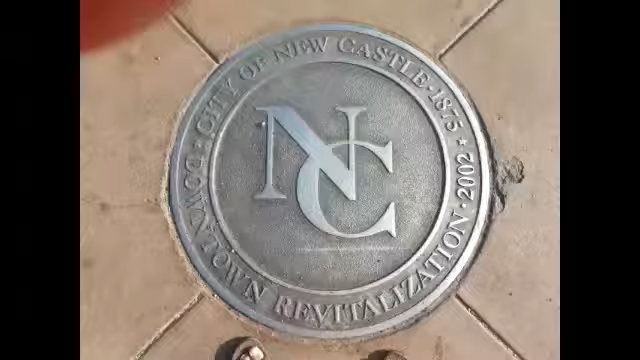 CITY OF NEW CASTLE · 1875 ★ 2002 ·
DOWNTOWN REVITALIZATION
NC